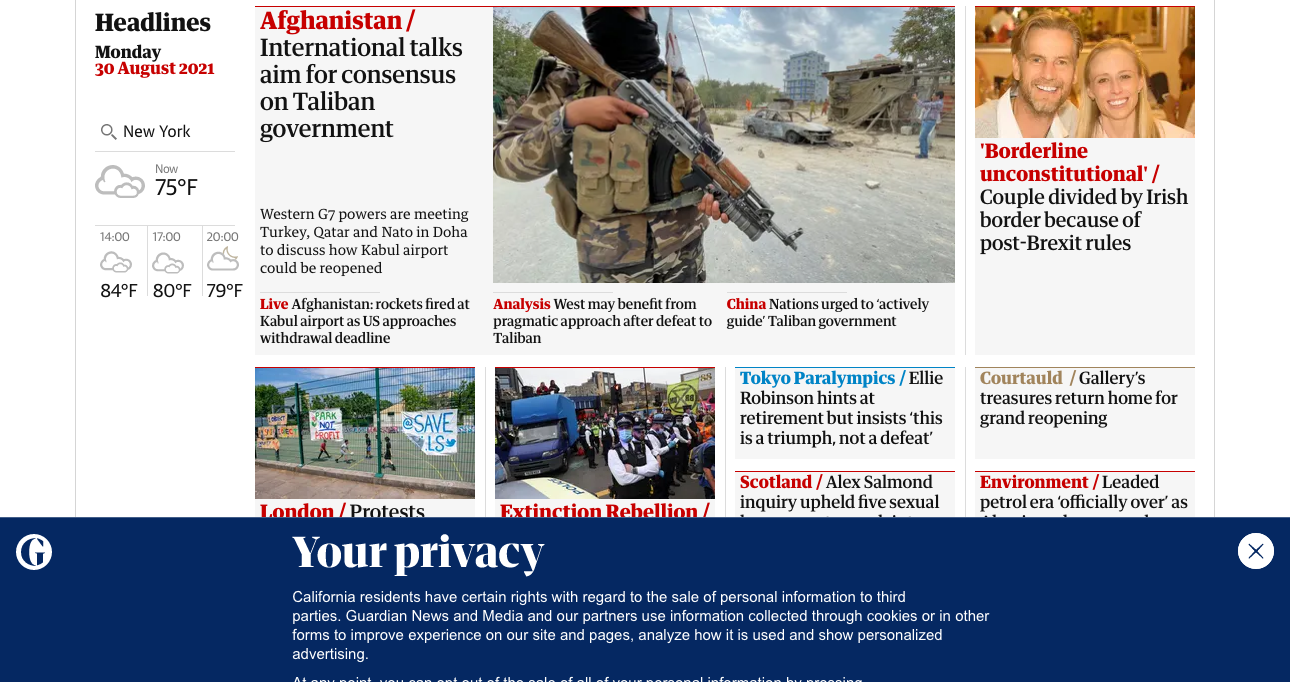 Headlines
Monday
30 August 2021
New York
Now
75°F
14:00
17:00
20:00
84°F
80°F
79°F
Afghanistan /
International talks
aim for consensus
on Taliban
government
Western G7 powers are meeting
Turkey, Qatar and Nato in Doha
to discuss how Kabul airport
could be reopened
Live Afghanistan: rockets fired at
Kabul airport as US approaches
withdrawal deadline
Analysis West may benefit from
pragmatic approach after defeat to
Taliban
China Nations urged to ‘actively
guide’ Taliban government
'Borderline
unconstitutional' /
Couple divided by Irish
border because of
post-Brexit rules
PARK
NOT
PROFIT
@SAVE
LS
London / Protests
POLICE
Extinction Rebellion /
Tokyo Paralympics / Ellie
Robinson hints at
retirement but insists ‘this
is a triumph, not a defeat’
Scotland / Alex Salmond
inquiry upheld five sexual
Courtauld / Gallery’s
treasures return home for
grand reopening
Environment / Leaded
petrol era ‘officially over’ as
Your privacy
California residents have certain rights with regard to the sale of personal information to third
parties. Guardian News and Media and our partners use information collected through cookies or in other
forms to improve experience on our site and pages, analyze how it is used and show personalized
advertising.
At any point, you can opt out of the sale of all of your personal information by pressing